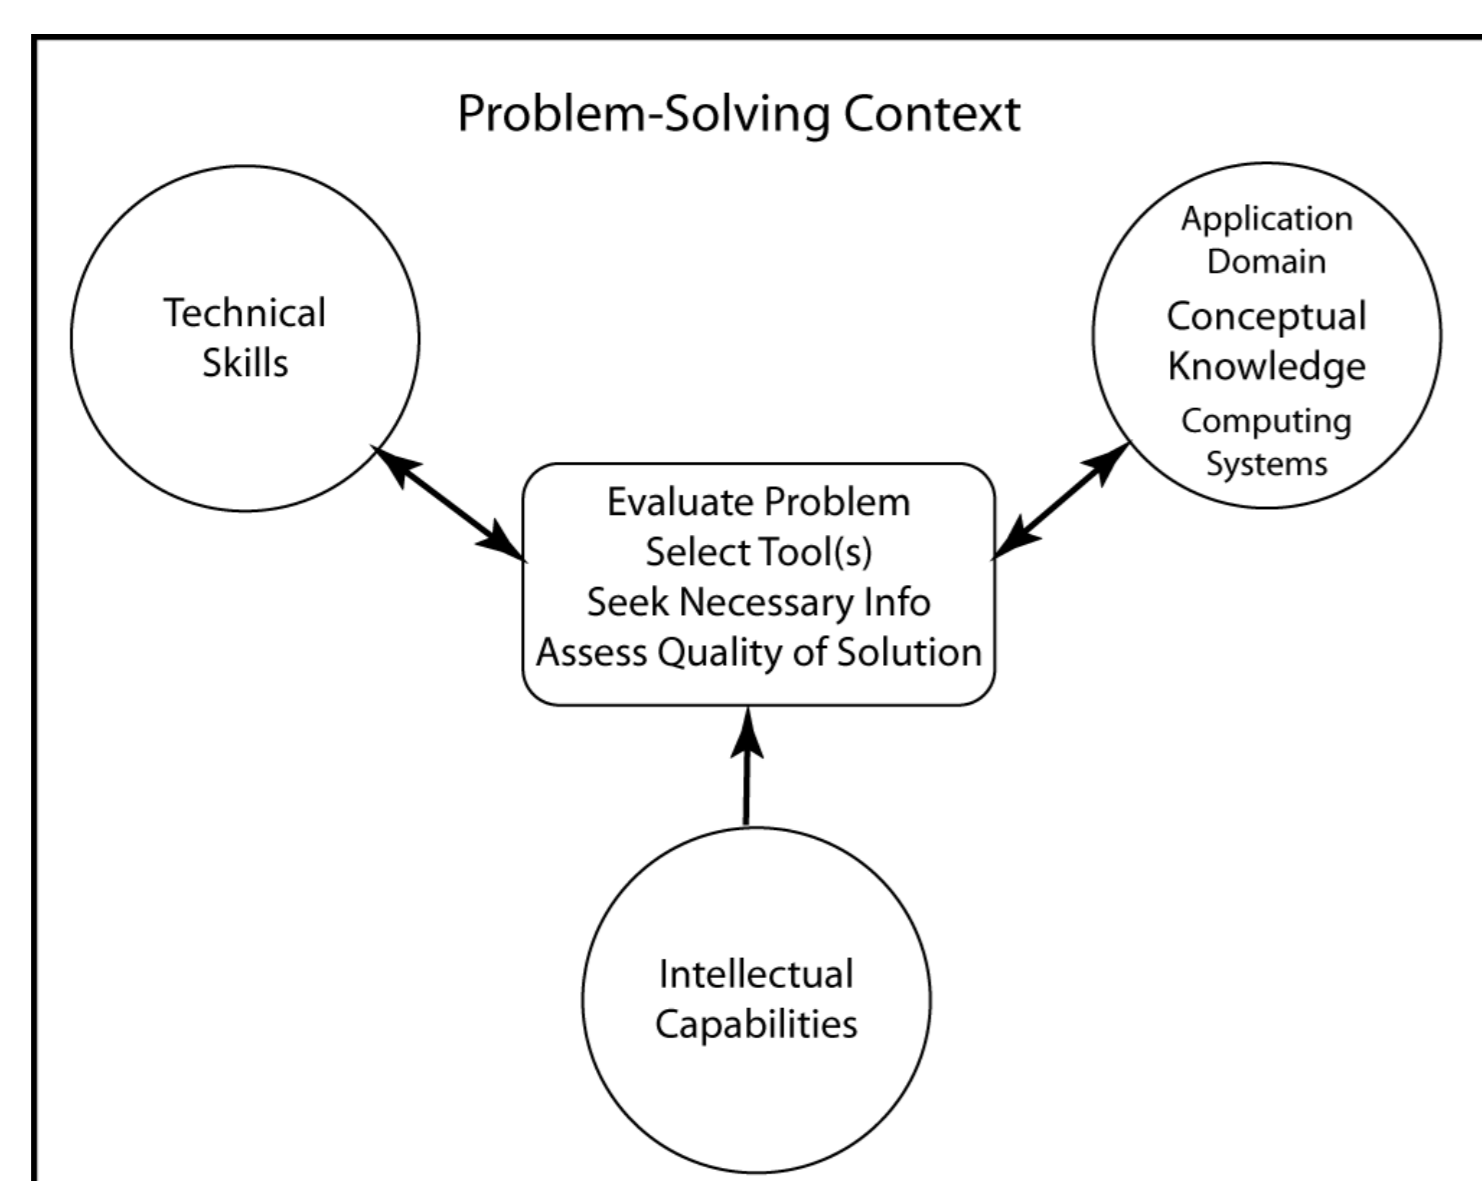 Problem-Solving Context
Technical
Skills
Application
Domain
Conceptual
Knowledge
Computing
Systems
Evaluate Problem
Select Tool(s)
Seek Necessary Info
Assess Quality of Solution
Intellectual
Capabilities